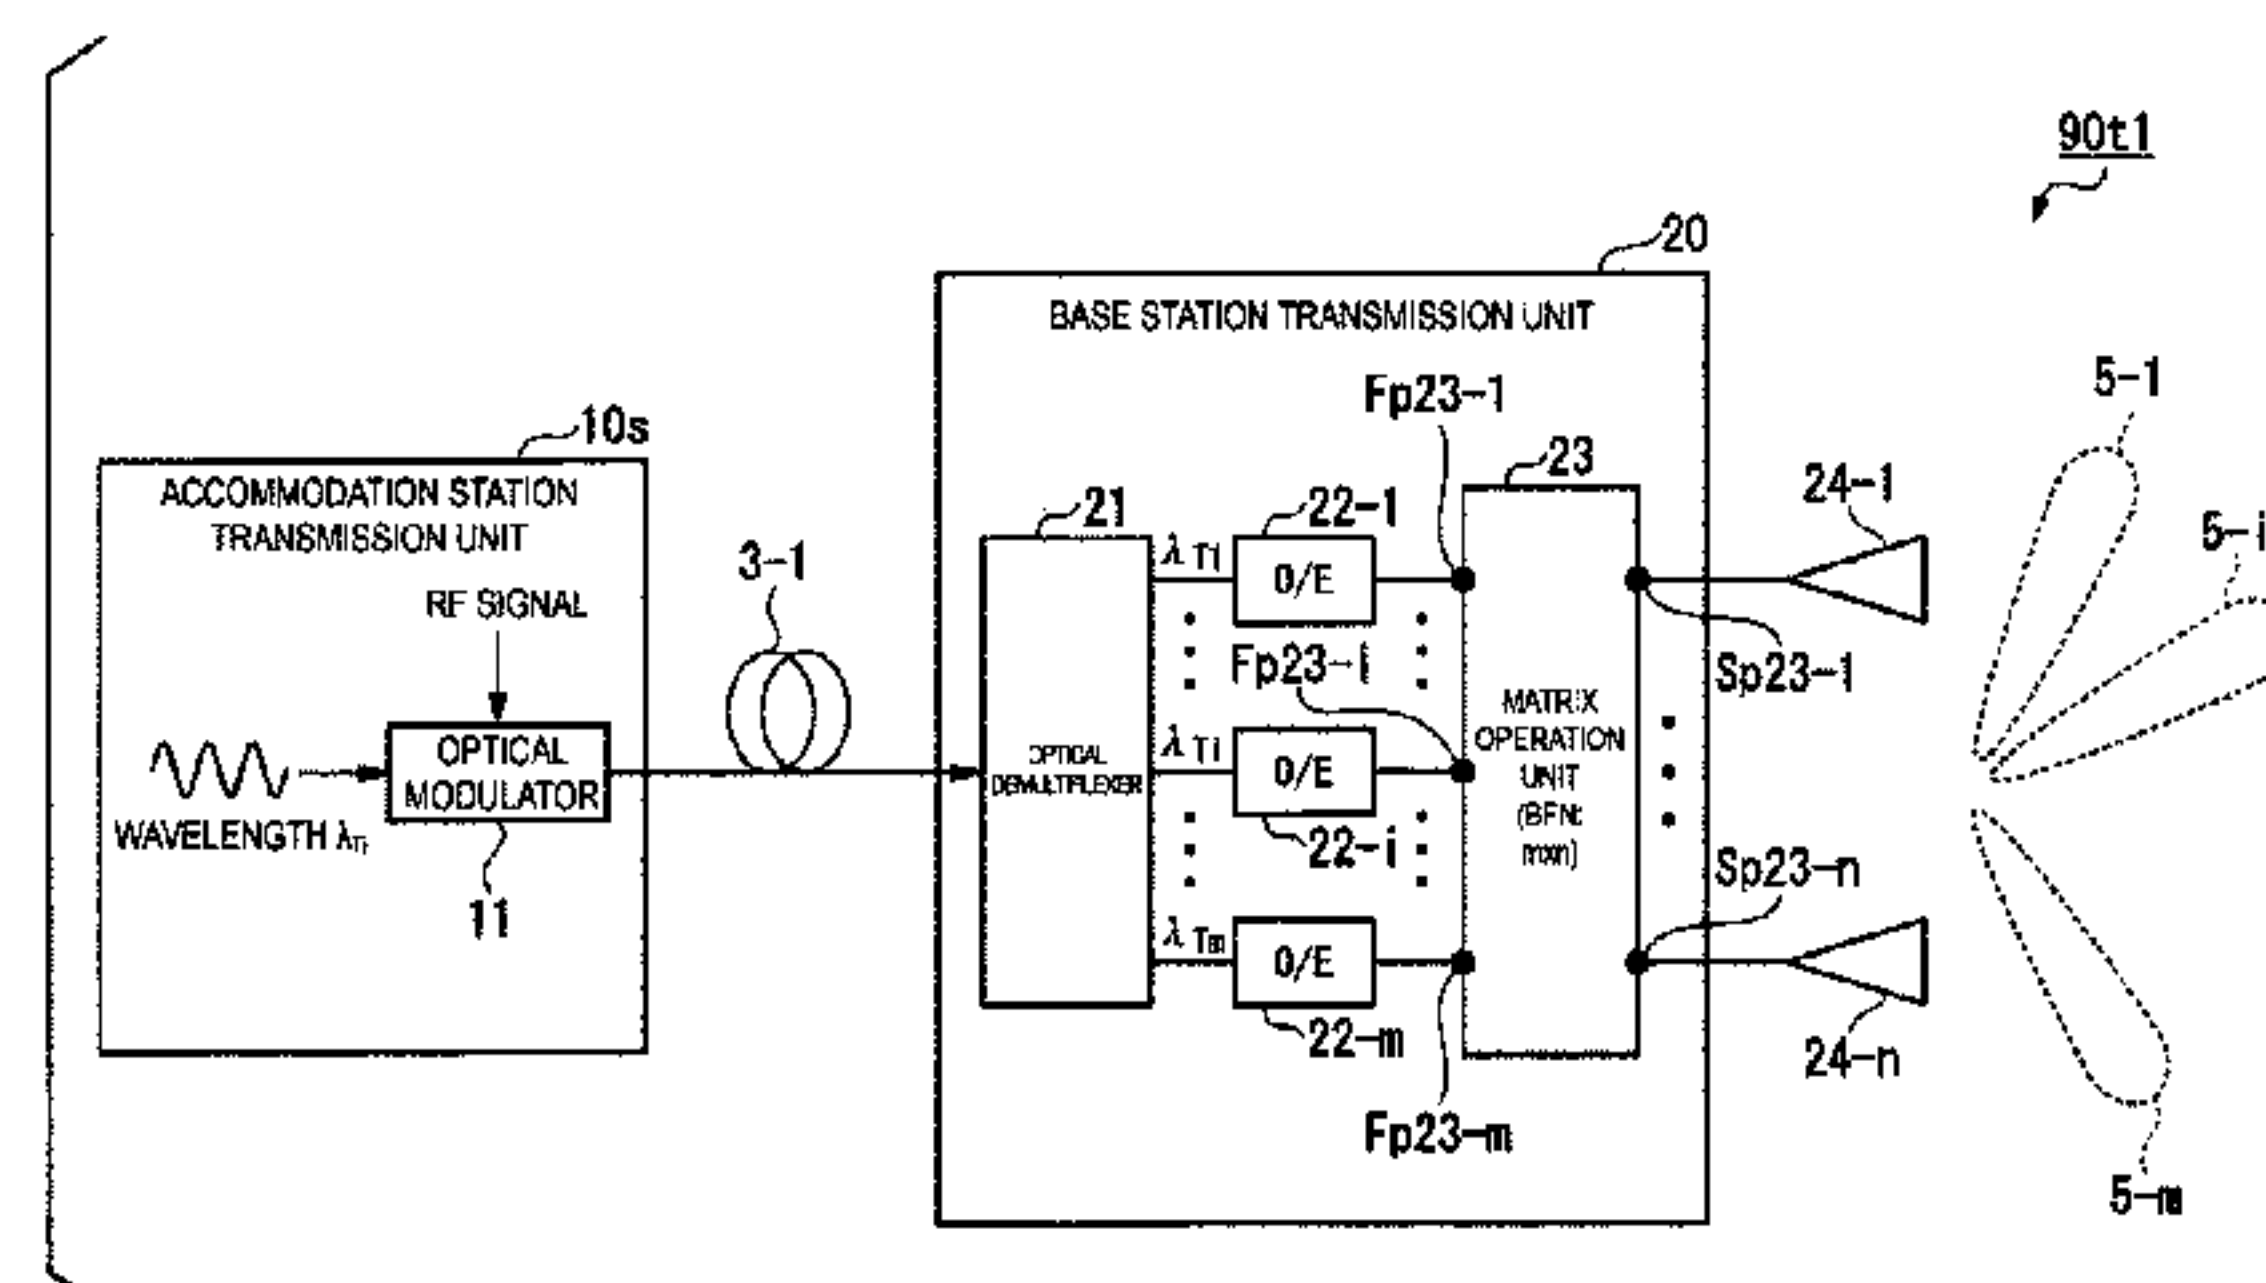 90t1
20
BASE STATION TRANSMISSION UNIT
Fp23-1
5-1
10s
ACCOMMODATION STATION
TRANSMISSION UNIT
23
24-1
21
22-1
5-i
3-1
λT1
O/E
RF SIGNAL
Fp23-i
Sp23-1
MATRIX
OPERATION
UNIT
(BFN:
m×n)
OPTICAL
MODULATOR
OPTICAL
DEMULTIPLEXER
λTi
O/E
WAVELENGTH λTi
22-i
Sp23-n
11
λTm
O/E
22-m
24-n
Fp23-m
5-m